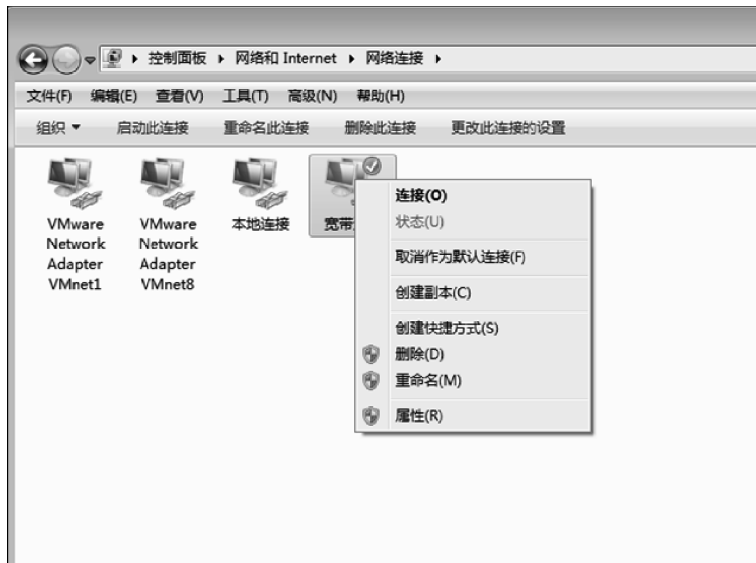 控制面板 网络和 Internet 网络连接
文件(F) 编辑(E) 查看(V) 工具(T) 高级(N) 帮助(H)
组织 启动此连接 重命名此连接 删除此连接 更改此连接的设置
VMware
Network
Adapter
VMnet1
VMware
Network
Adapter
VMnet8
本地连接
宽带
连接(O)
状态(U)
取消作为默认连接(F)
创建副本(C)
创建快捷方式(S)
删除(D)
重命名(M)
属性(R)